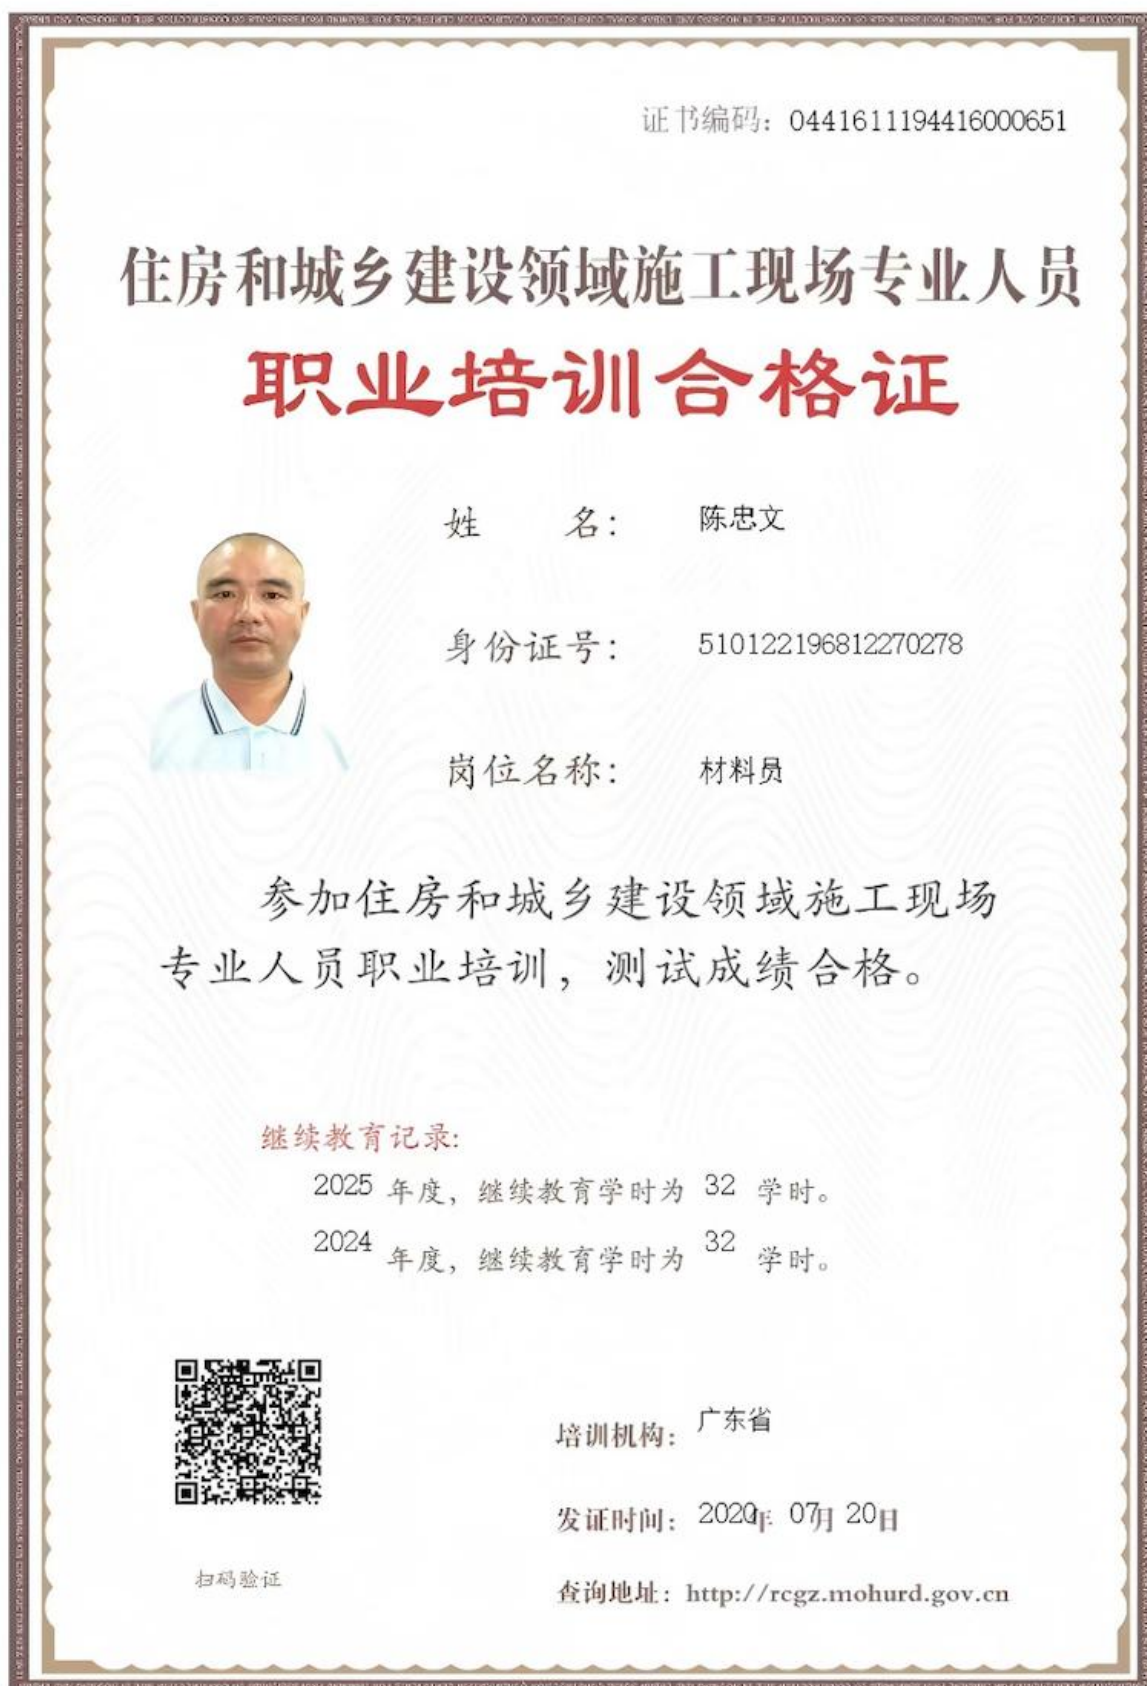 证书编码：0441611194416000651
住房和城乡建设领域施工现场专业人员
职业培训合格证
姓 名： 陈忠文
身份证号： 510122196812270278
岗位名称： 材料员
参加住房和城乡建设领域施工现场
专业人员职业培训，测试成绩合格。
继续教育记录:
2025 年度，继续教育学时为 32 学时。
2024 年度，继续教育学时为 32 学时。
培训机构： 广东省
发证时间： 2020年 07月 20日
扫码验证
查询地址：http://rcgz.mohurd.gov.cn